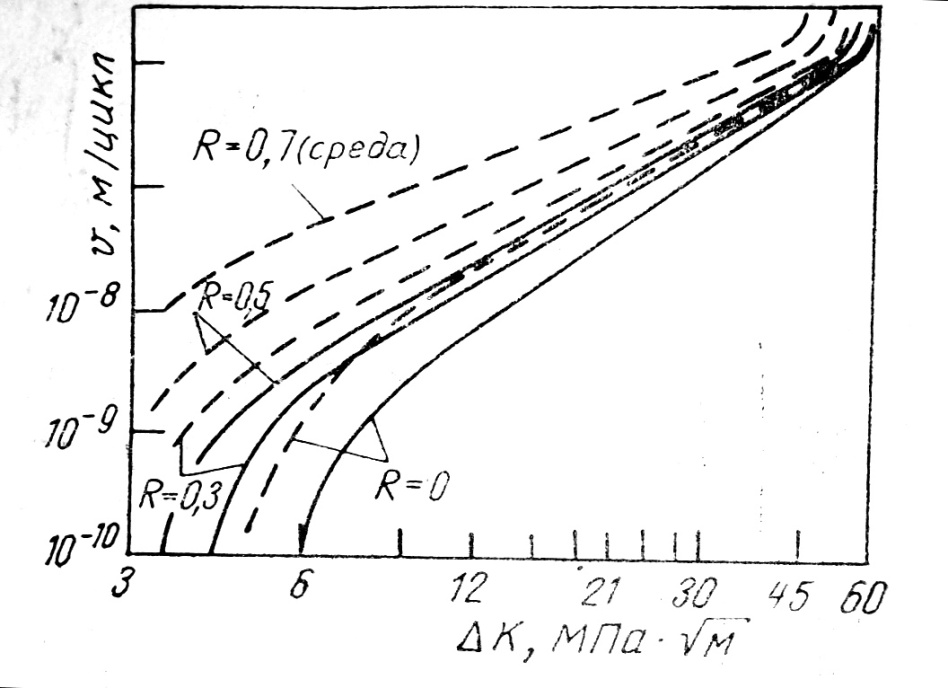 υ, м/цикл
R=0,7(среда)
10⁻⁸
R=0,5
10⁻⁹
R=0,3
R=0
10⁻¹⁰
3 6 12 21 30 45 60
ΔK, МПа·√м